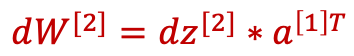 dW^{[2]} = dz^{[2]} * a^{[1]T}